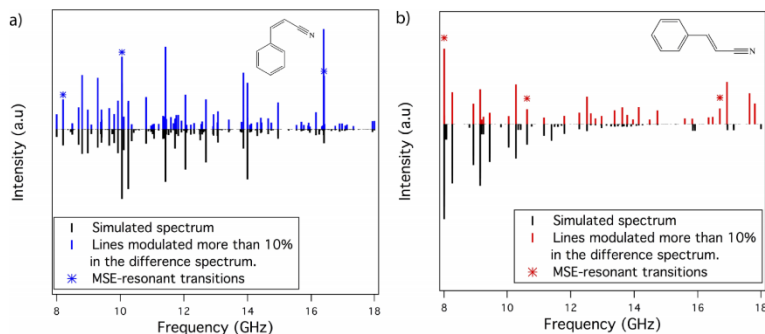 a)
N
Intensity (a.u)
Simulated spectrum
Lines modulated more than 10%
in the difference spectrum.
MSE-resonant transitions
8 10 12 14 16 18
Frequency (GHz)
b)
N
Intensity (a.u)
Simulated spectrum
Lines modulated more than 10%
in the difference spectrum.
MSE-resonant transitions
8 10 12 14 16 18
Frequency (GHz)